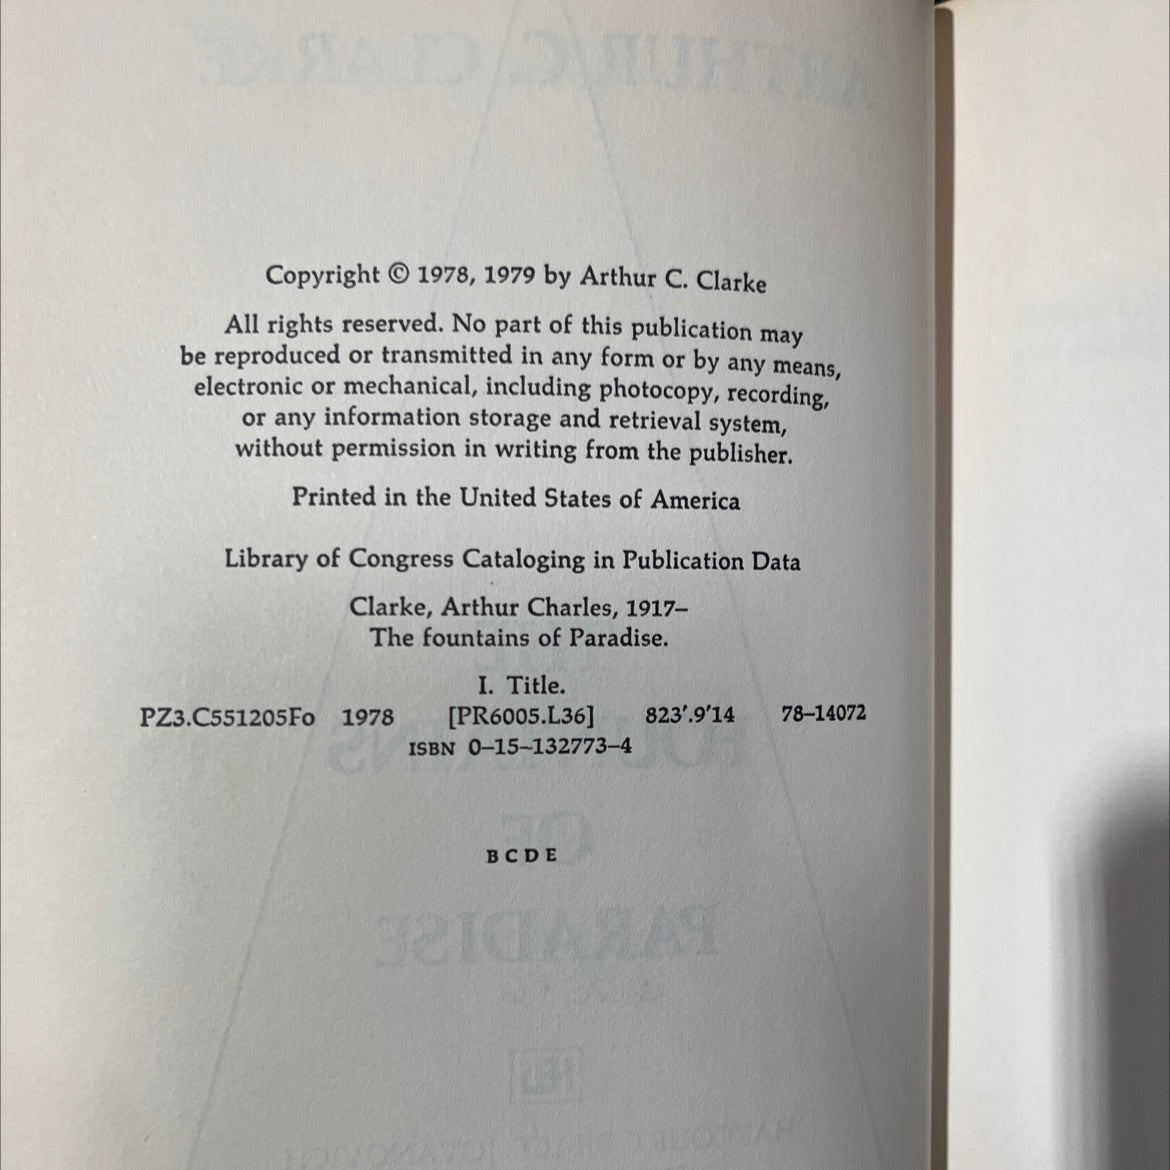 Copyright © 1978, 1979 by Arthur C. Clarke
All rights reserved. No part of this publication may
be reproduced or transmitted in any form or by any means,
electronic or mechanical, including photocopy, recording,
or any information storage and retrieval system,
without permission in writing from the publisher.
Printed in the United States of America
Library of Congress Cataloging in Publication Data
Clarke, Arthur Charles, 1917–
The fountains of Paradise.
I. Title.
PZ3.C551205Fo 1978 [PR6005.L36] 823'.9'14 78–14072
ISBN 0–15–132773–4
B C D E